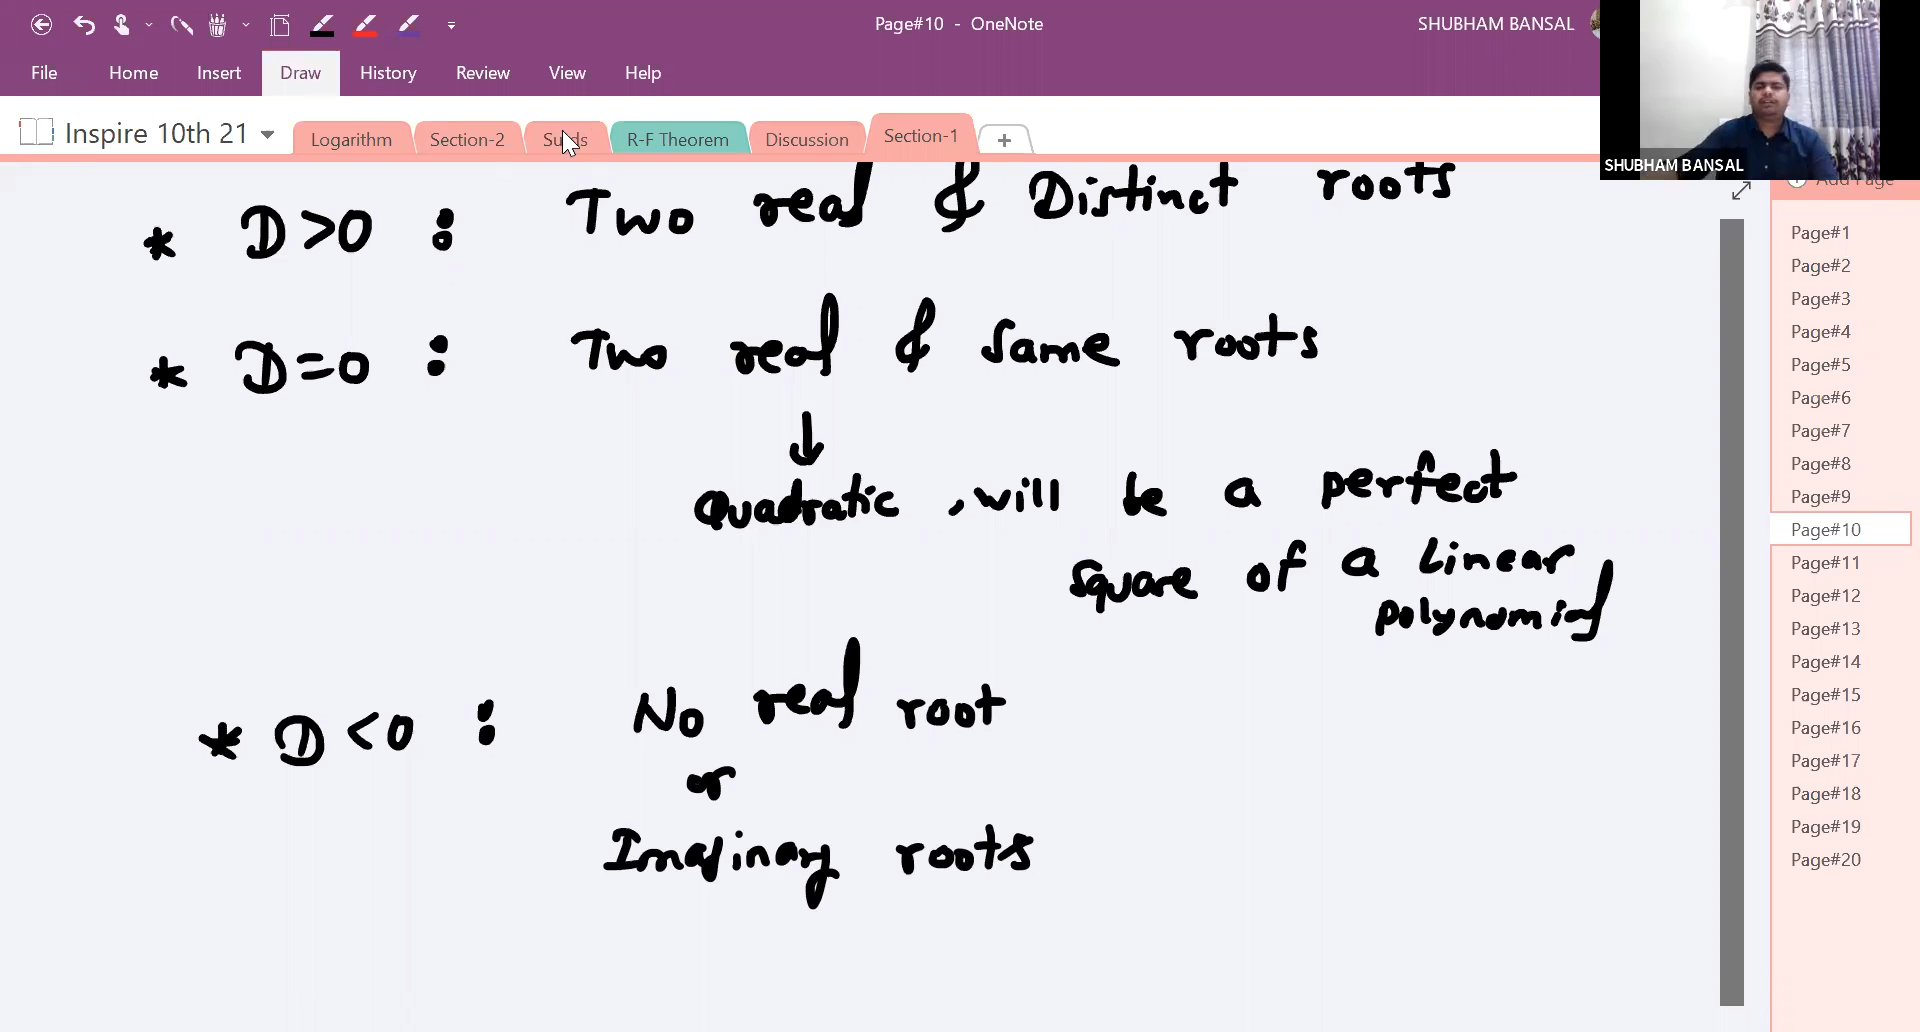 Page#10 - OneNote
SHUBHAM BANSAL
File Home Insert Draw History Review View Help
SHUBHAM BANSAL
Inspire 10th 21
Logarithm Section-2 Surds R-F Theorem Discussion Section-1 +
Add Page
* D>0 : Two real & Distinct roots
* D=0 : Two real & same roots
↓
Quadratic, will be a perfect
square of a linear
polynomial
* D<0 : No real root
or
Imaginary roots
Page#1
Page#2
Page#3
Page#4
Page#5
Page#6
Page#7
Page#8
Page#9
Page#10
Page#11
Page#12
Page#13
Page#14
Page#15
Page#16
Page#17
Page#18
Page#19
Page#20